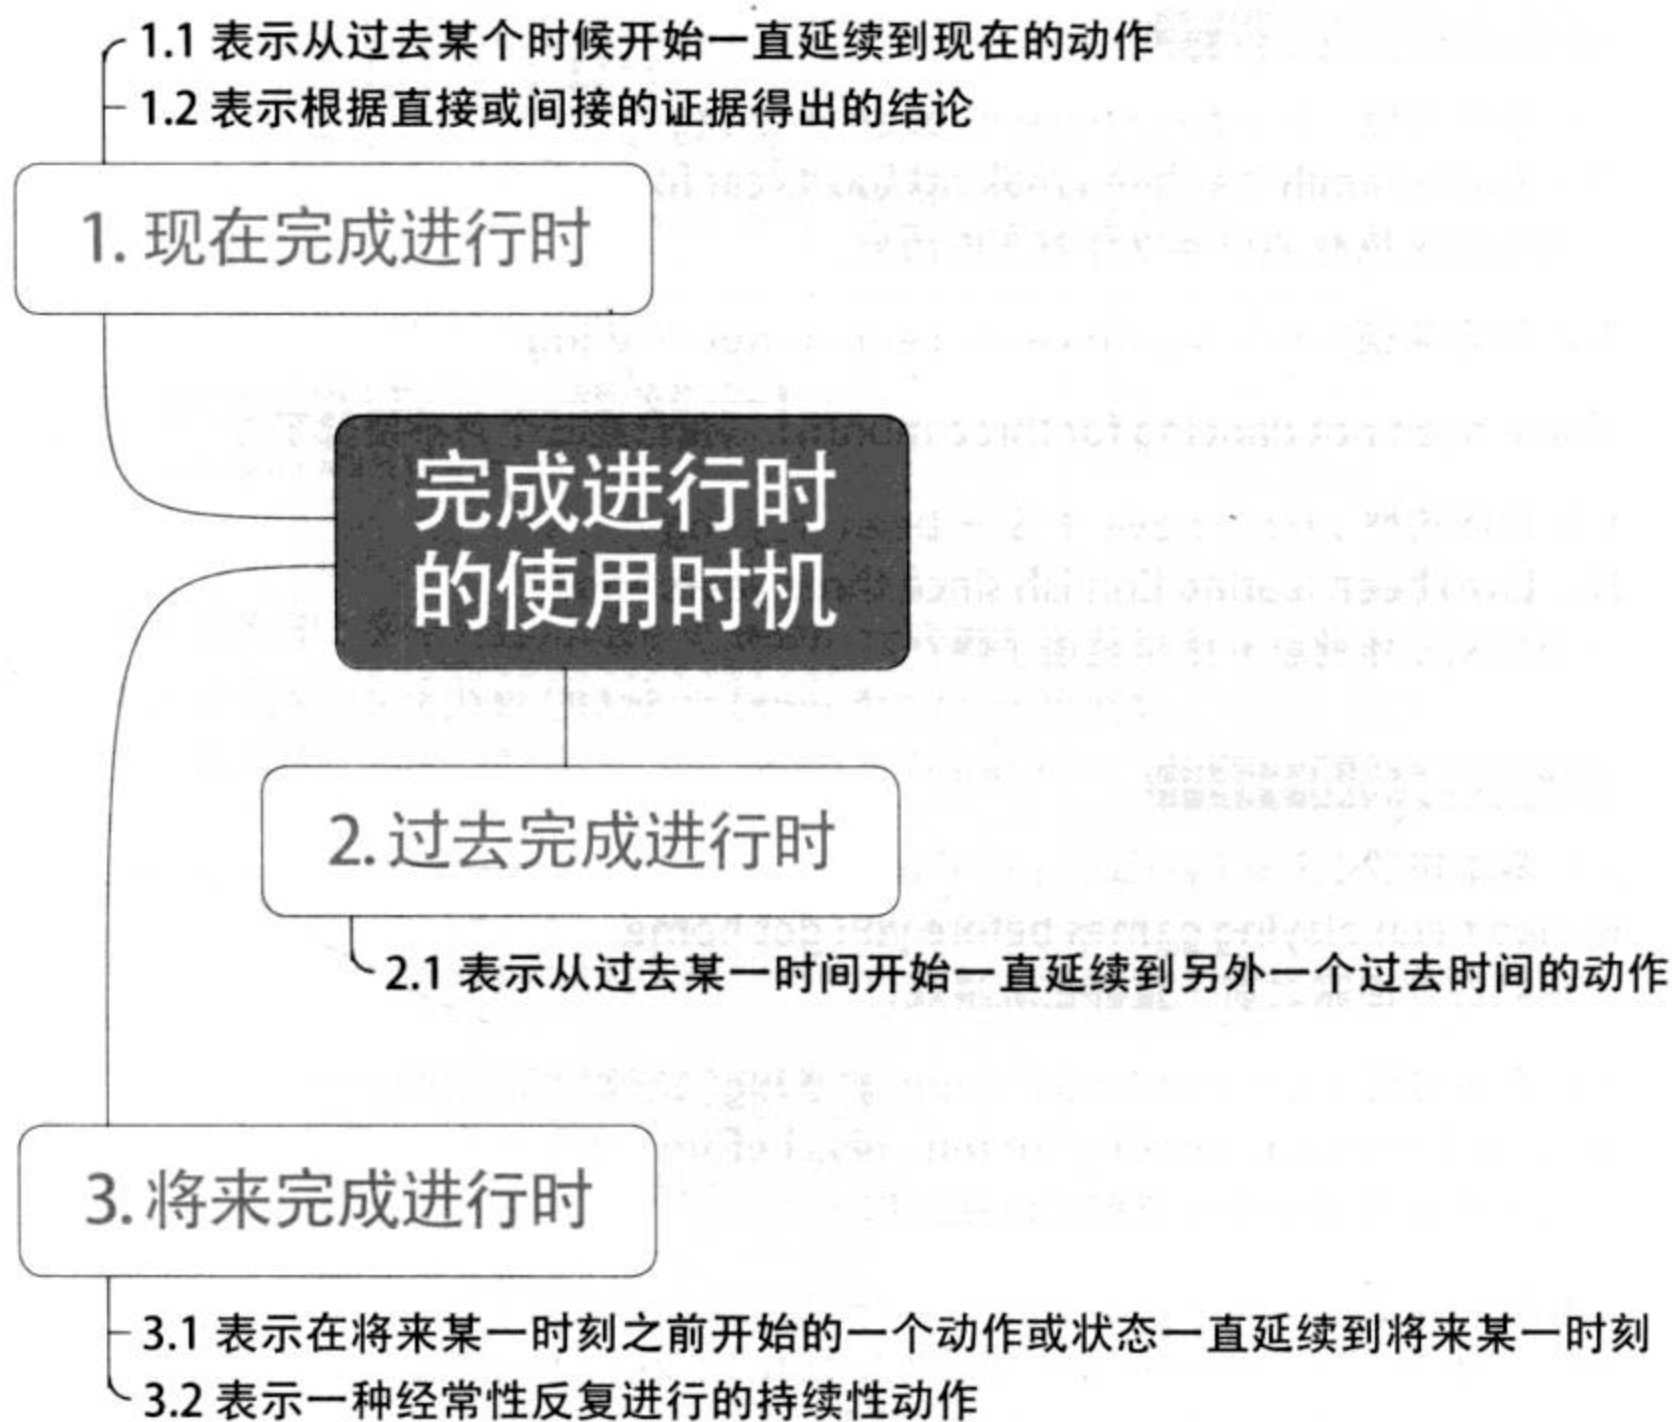 1.1 表示从过去某个时候开始一直延续到现在的动作
1.2 表示根据直接或间接的证据得出的结论
1. 现在完成进行时
完成进行时
的使用时机
2. 过去完成进行时
2.1 表示从过去某一时间开始一直延续到另外一个过去时间的动作
3. 将来完成进行时
3.1 表示在将来某一时刻之前开始的一个动作或状态一直延续到将来某一时刻
3.2 表示一种经常性反复进行的持续性动作